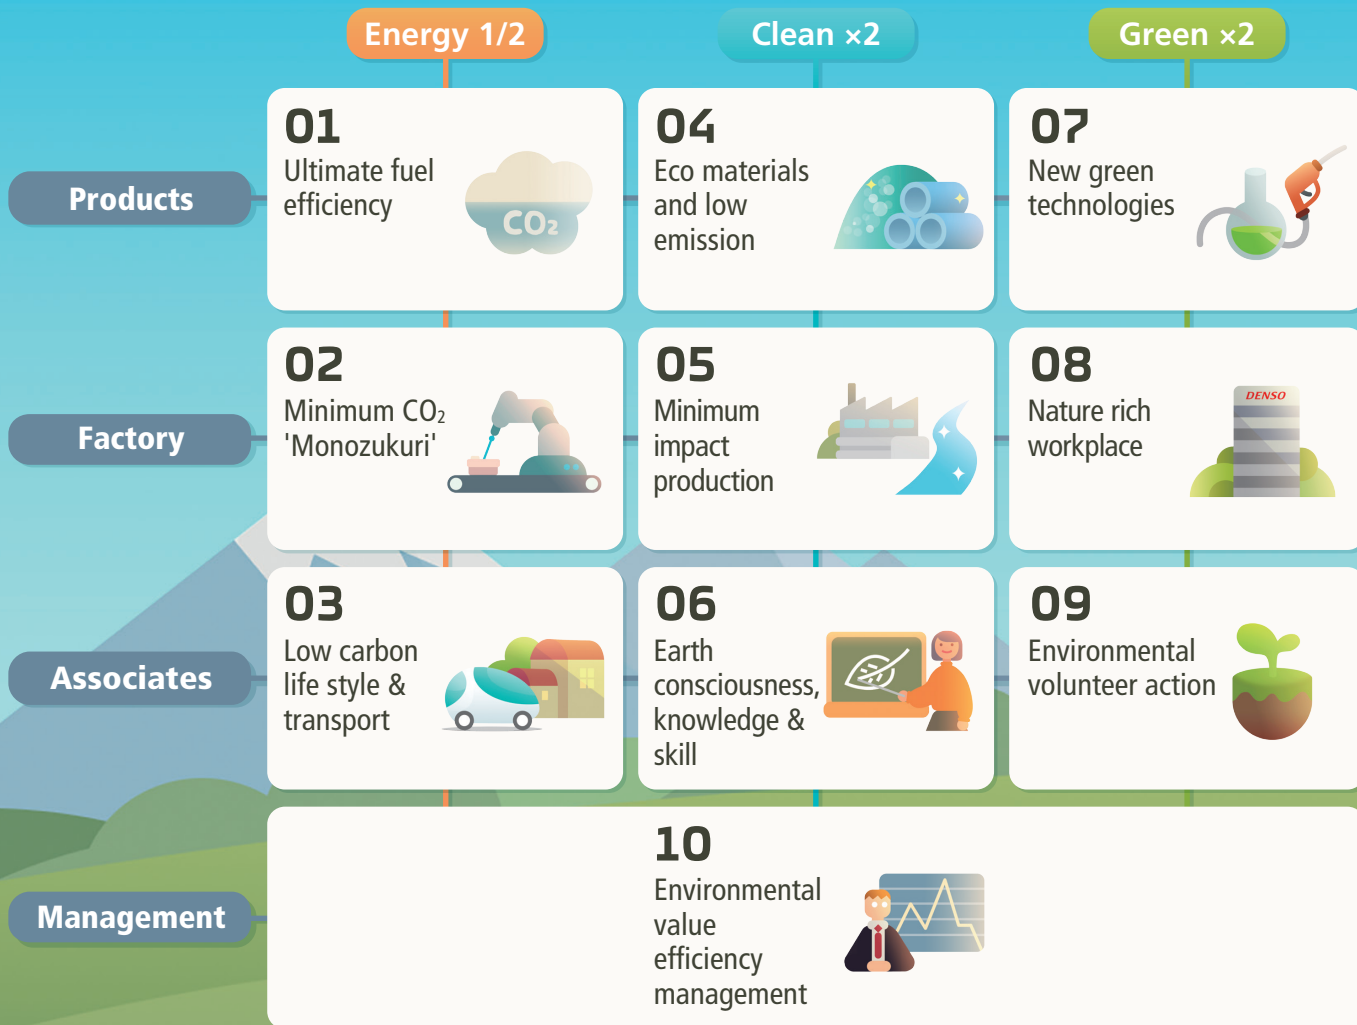 Energy 1/2
Clean ×2
Green ×2
Products
01
Ultimate fuel
efficiency
CO₂
04
Eco materials
and low
emission
07
New green
technologies
Factory
02
Minimum CO₂
'Monozukuri'
05
Minimum
impact
production
08
Nature rich
workplace
DENSO
Associates
03
Low carbon
life style &
transport
06
Earth
consciousness,
knowledge &
skill
09
Environmental
volunteer action
Management
10
Environmental
value
efficiency
management